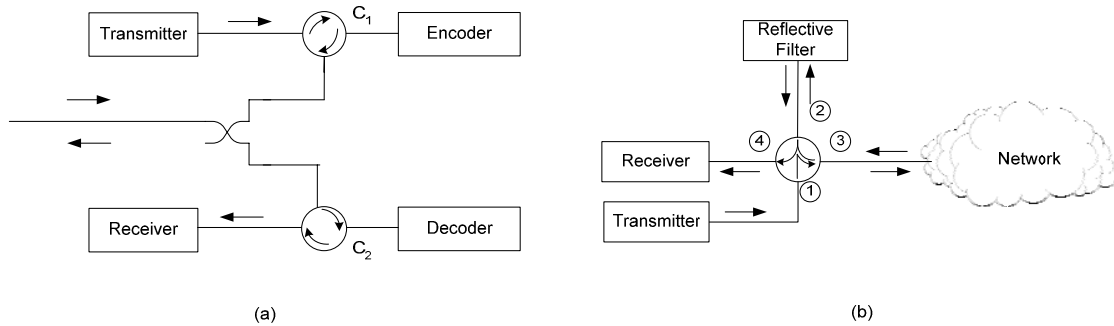 Transmitter
C1
Encoder
Receiver
C2
Decoder
(a)
Reflective
Filter
2
4
3
Receiver
Network
1
Transmitter
(b)